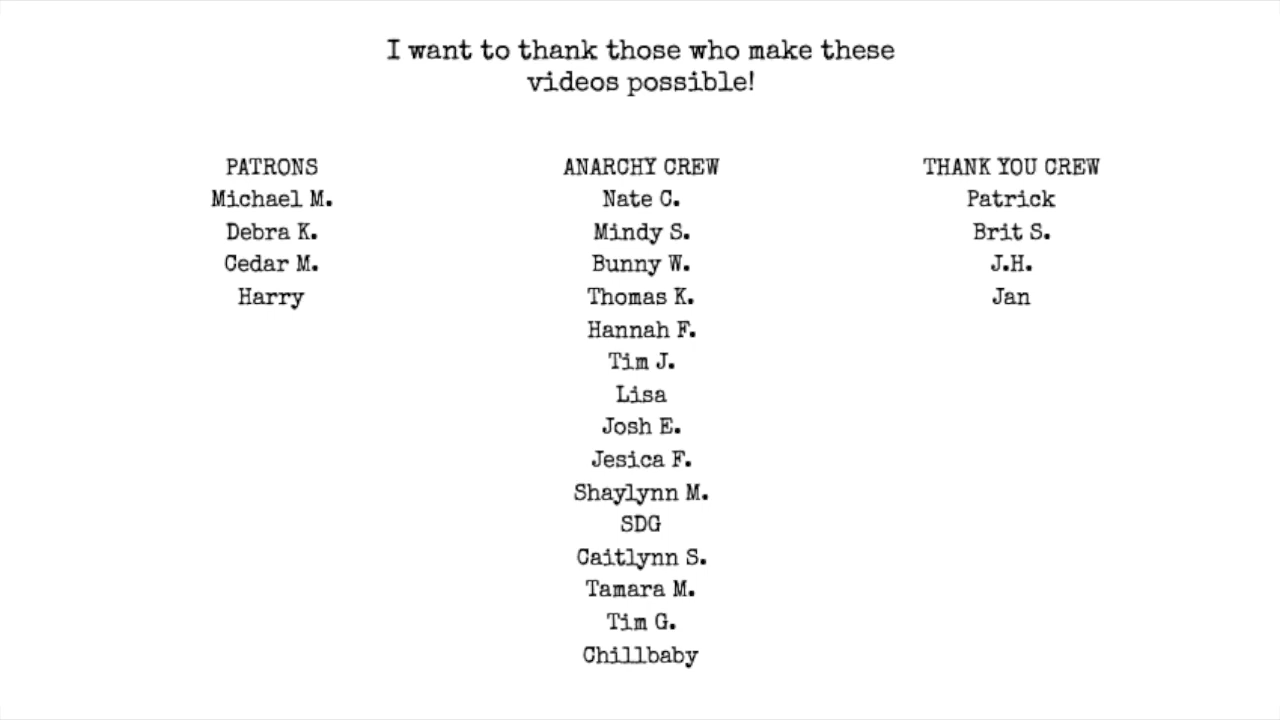 I want to thank those who make these
videos possible!
PATRONS
Michael M.
Debra K.
Cedar M.
Harry
ANARCHY CREW
Nate C.
Mindy S.
Bunny W.
Thomas K.
Hannah F.
Tim J.
Lisa
Josh E.
Jesica F.
Shaylynn M.
SDG
Caitlynn S.
Tamara M.
Tim G.
Chillbaby
THANK YOU CREW
Patrick
Brit S.
J.H.
Jan